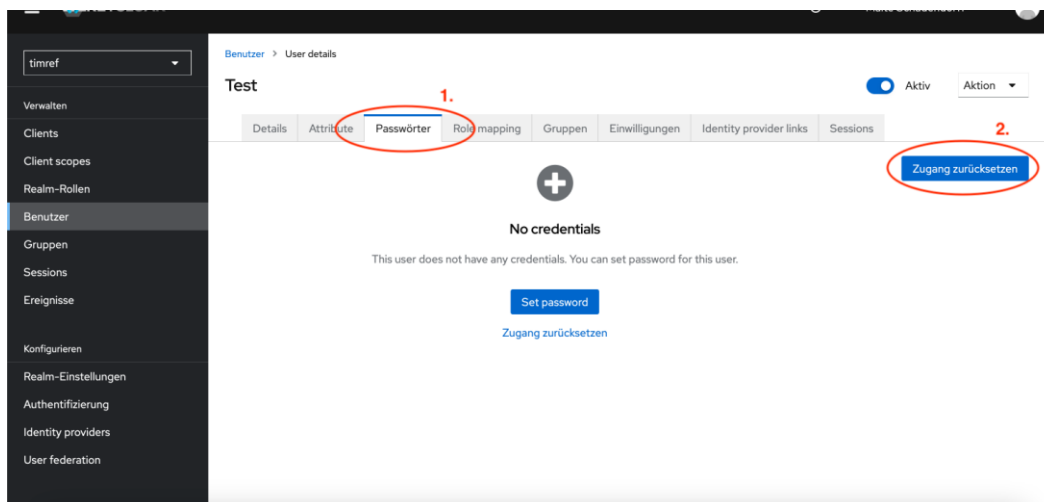 timref
Verwalten
Clients
Client scopes
Realm-Rollen
Benutzer
Gruppen
Sessions
Ereignisse
Konfigurieren
Realm-Einstellungen
Authentifizierung
Identity providers
User federation
Benutzer > User details
Test
Aktiv
Aktion
1.
Details Attribute Passwörter Role mapping Gruppen Einwilligungen Identity provider links Sessions
2.
Zugang zurücksetzen
No credentials
This user does not have any credentials. You can set password for this user.
Set password
Zugang zurücksetzen